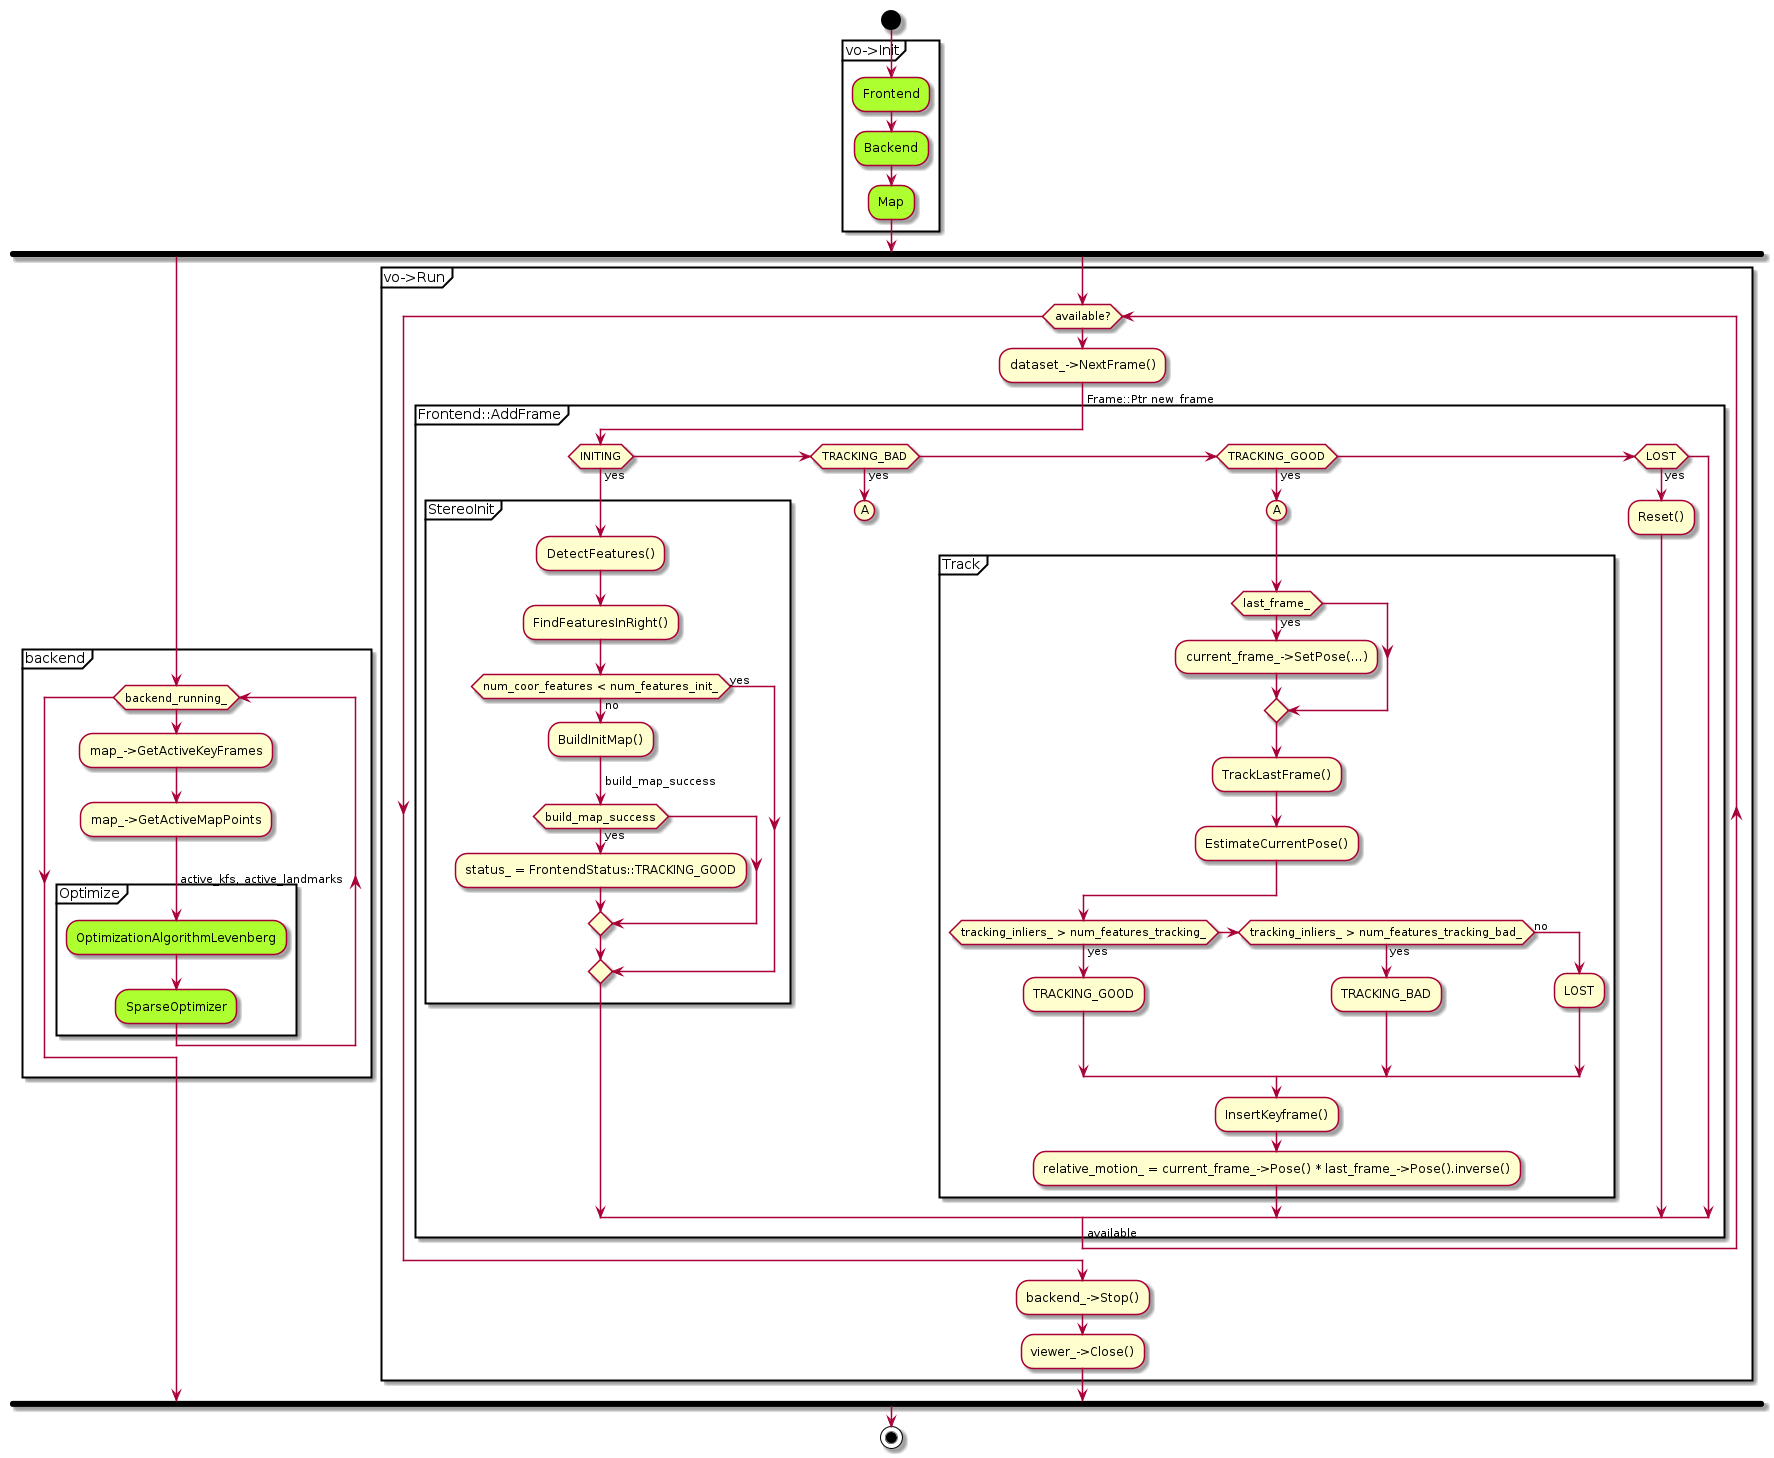 vo->Init
Frontend
Backend
Map
vo->Run
available?
dataset_->NextFrame()
Frame::Ptr new_frame
Frontend::AddFrame
INITING
yes
TRACKING_BAD
yes
A
TRACKING_GOOD
yes
A
LOST
yes
Reset()
StereoInit
DetectFeatures()
FindFeaturesInRight()
num_coor_features < num_features_init_
yes
no
BuildInitMap()
build_map_success
build_map_success
yes
status_ = FrontendStatus::TRACKING_GOOD
Track
last_frame_
yes
current_frame_->SetPose(...)
TrackLastFrame()
EstimateCurrentPose()
tracking_inliers_ > num_features_tracking_
yes
TRACKING_GOOD
tracking_inliers_ > num_features_tracking_bad_
yes
TRACKING_BAD
no
LOST
InsertKeyframe()
relative_motion_ = current_frame_->Pose() * last_frame_->Pose().inverse()
available
backend
backend_running_
map_->GetActiveKeyFrames
map_->GetActiveMapPoints
active_kfs, active_landmarks
Optimize
OptimizationAlgorithmLevenberg
SparseOptimizer
backend_->Stop()
viewer_->Close()